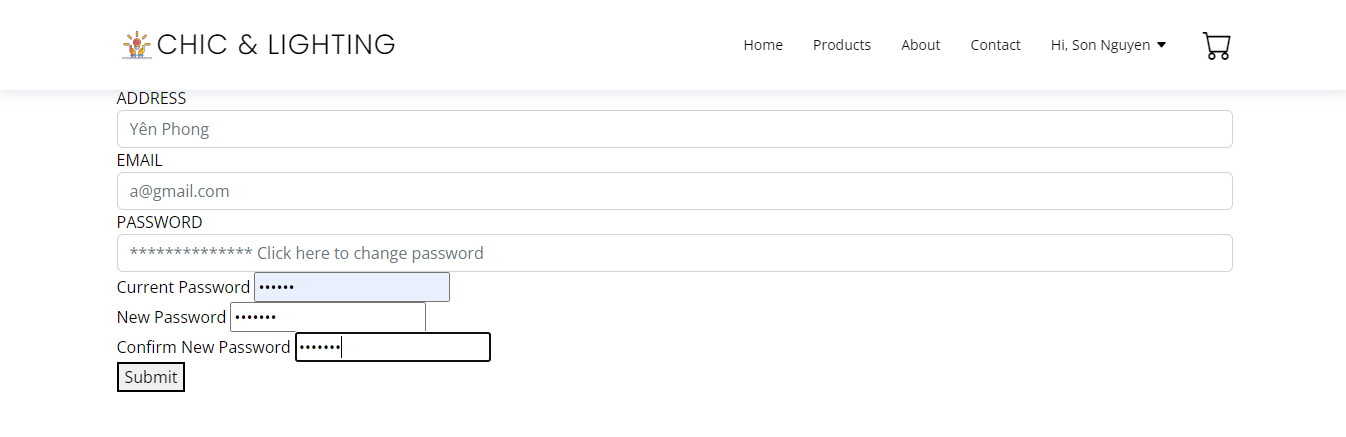 CHIC & LIGHTING
Home Products About Contact Hi, Son Nguyen
ADDRESS
Yên Phong
EMAIL
a@gmail.com
PASSWORD
************** Click here to change password
Current Password ••••••
New Password •••••••
Confirm New Password •••••••
Submit